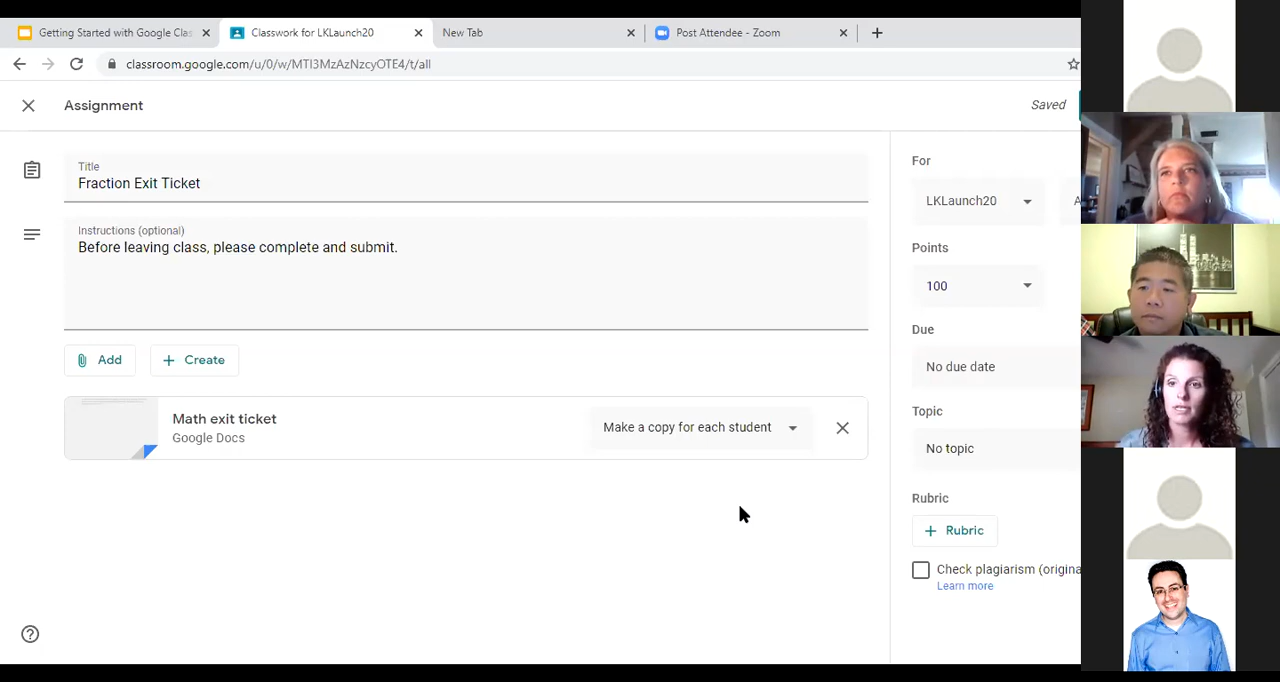 Getting Started with Google Clas
Classwork for LKLaunch20
New Tab
Post Attendee - Zoom
classroom.google.com/u/0/w/MTI3MzAzNzcyOTE4/t/all
Assignment
Saved
Title
Fraction Exit Ticket
Instructions (optional)
Before leaving class, please complete and submit.
Add
Create
Math exit ticket
Google Docs
Make a copy for each student
For
LKLaunch20
A
Points
100
Due
No due date
Topic
No topic
Rubric
Rubric
Check plagiarism (origina
Learn more